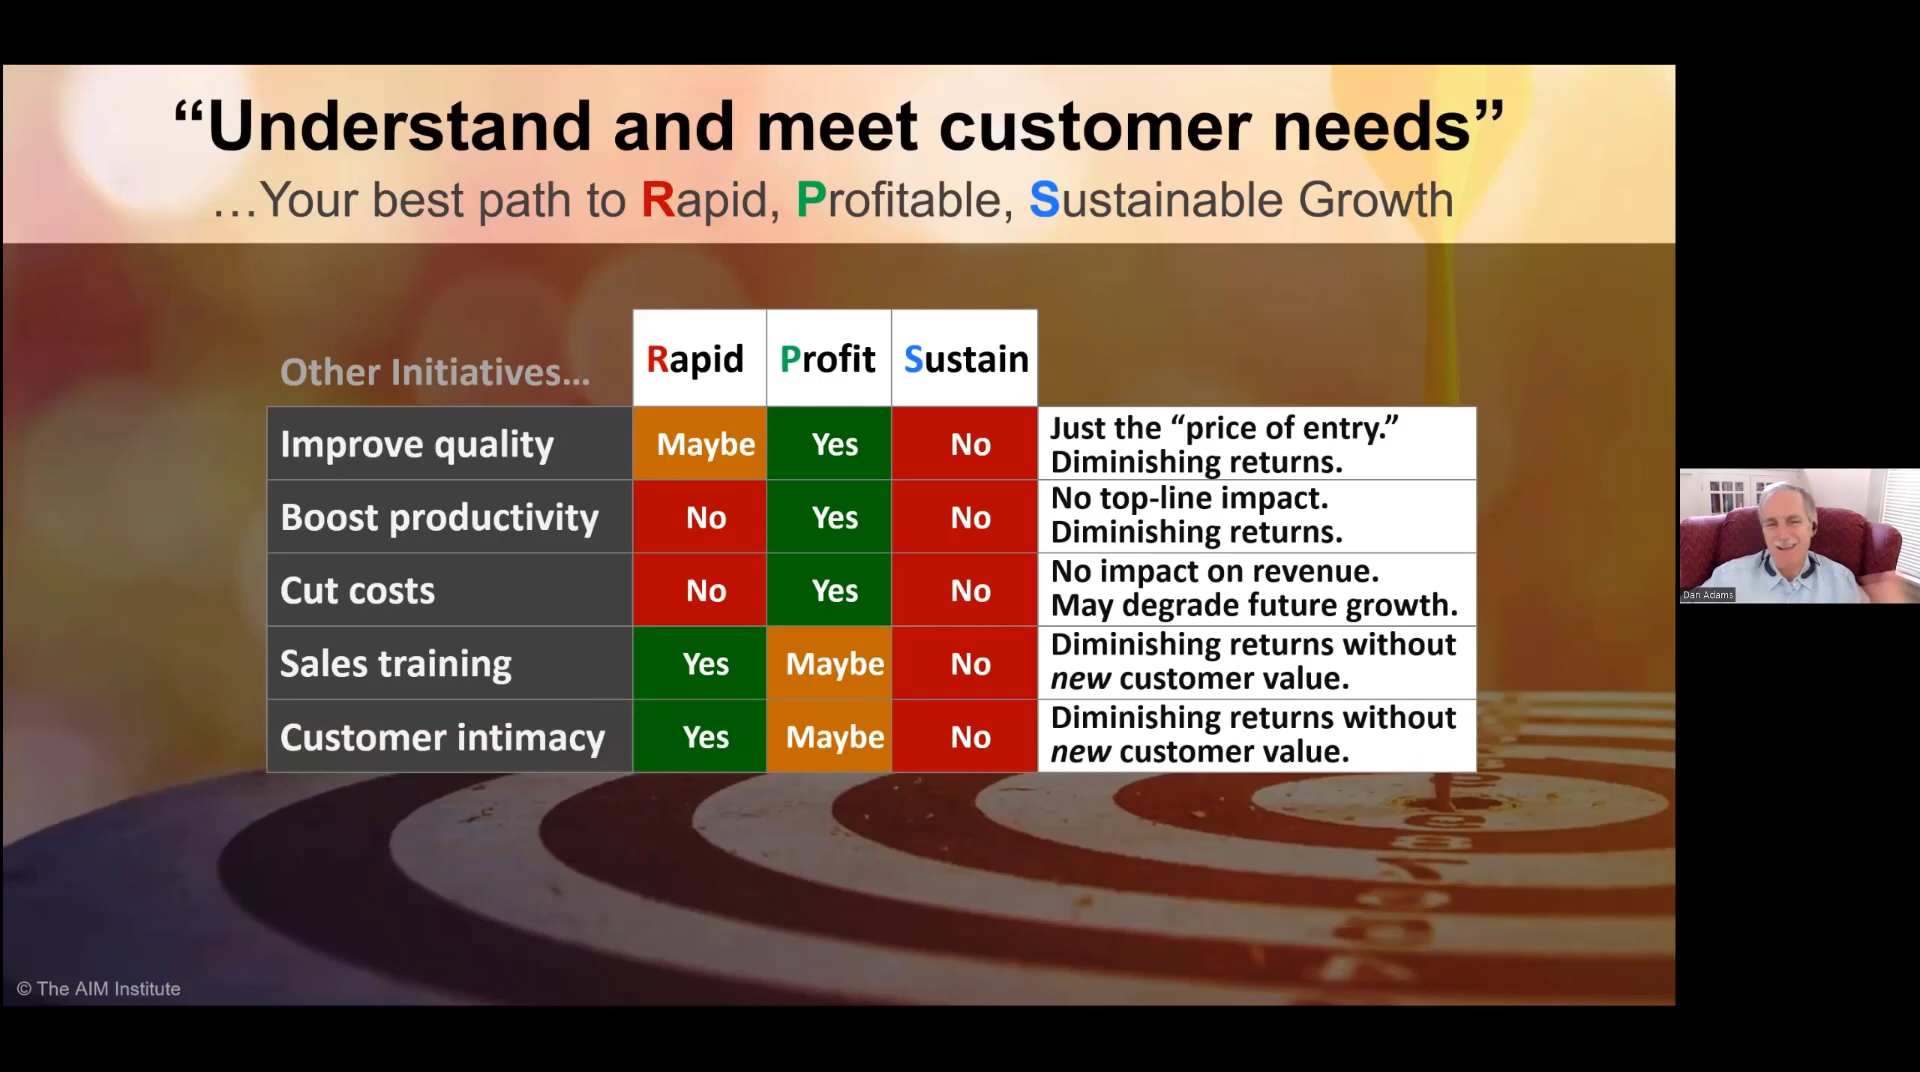 “Understand and meet customer needs”
…Your best path to Rapid, Profitable, Sustainable Growth
Other Initiatives…
Rapid
Profit
Sustain
Improve quality
Maybe
Yes
No
Just the “price of entry.”
Diminishing returns.
Boost productivity
No
Yes
No
No top-line impact.
Diminishing returns.
Cut costs
No
Yes
No
No impact on revenue.
May degrade future growth.
Sales training
Yes
Maybe
No
Diminishing returns without
new customer value.
Customer intimacy
Yes
Maybe
No
Diminishing returns without
new customer value.
Dan Adams
© The AIM Institute